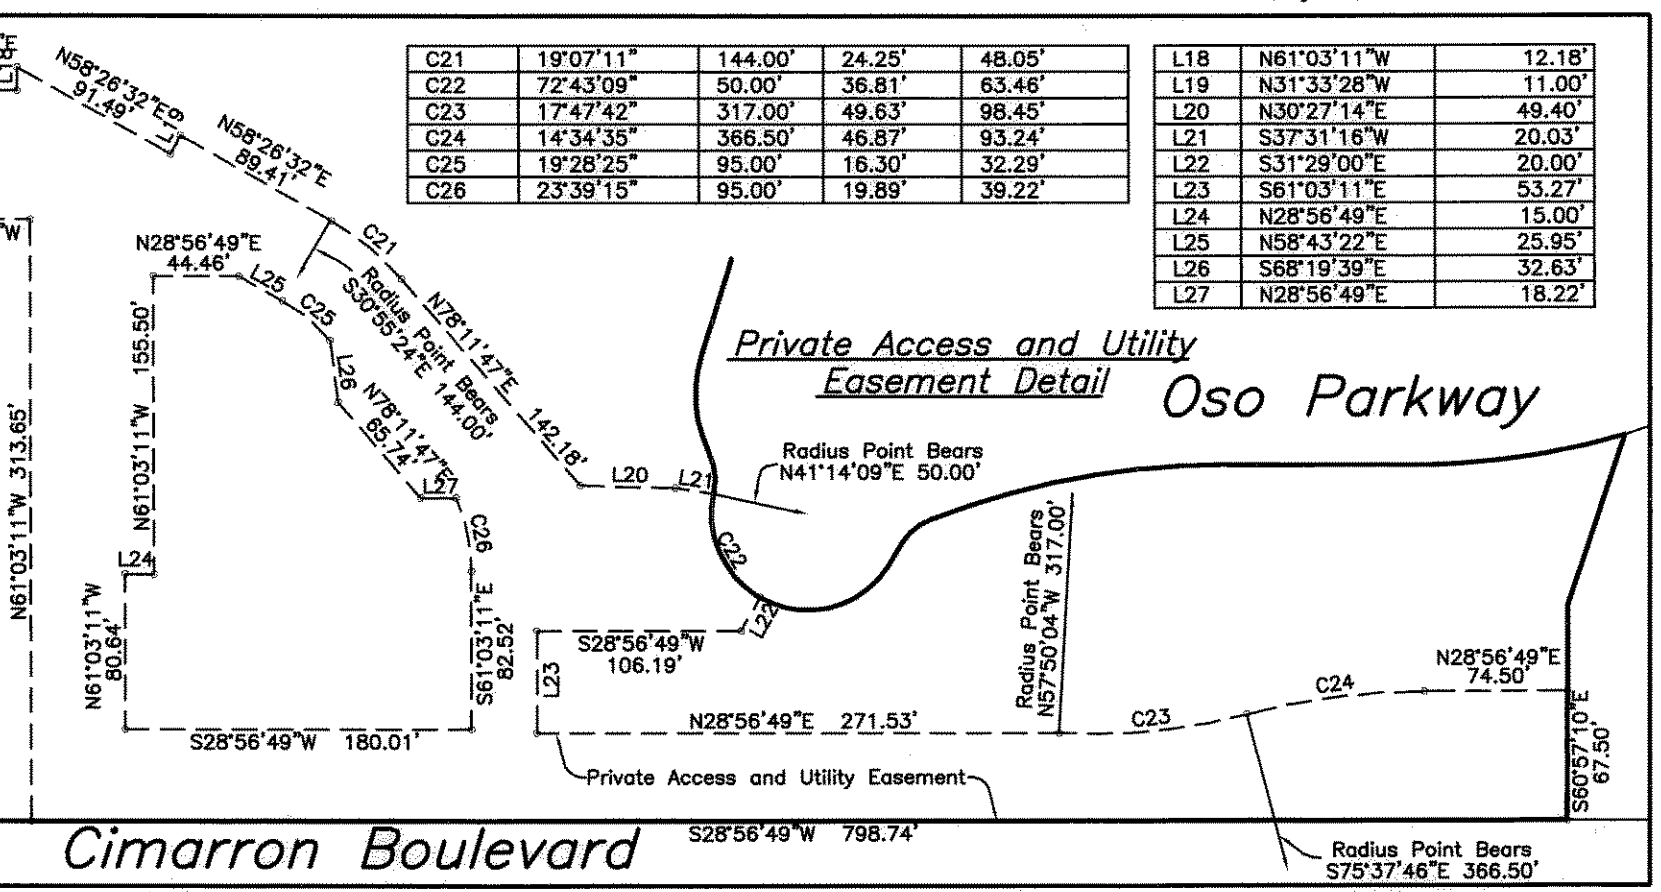 C21 19°07'11" 144.00' 24.25' 48.05'
C22 72°43'09" 50.00' 36.81' 63.46'
C23 17°47'42" 317.00' 49.63' 98.45'
C24 14°34'35" 366.50' 46.87' 93.24'
C25 19°28'25" 95.00' 16.30' 32.29'
C26 23°39'15" 95.00' 19.89' 39.22'
L18 N61°03'11"W 12.18'
L19 N31°33'28"W 11.00'
L20 N30°27'14"E 49.40'
L21 S37°31'16"W 20.03'
L22 S31°29'00"E 20.00'
L23 S61°03'11"E 53.27'
L24 N28°56'49"E 15.00'
L25 N58°43'22"E 25.95'
L26 S68°19'39"E 32.63'
L27 N28°56'49"E 18.22'
"E
L18
N58°26'32"E
91.49'
L19
N58°26'32"E
89.41'
"W
N28°56'49"E
44.46'
L25
C25
C21
Radius Point Bears
S30°55'24"E 144.00'
N78°11'47"E 142.18'
L26
N78°11'47"E
65.74'
L27
C26
N61°03'11"W 155.50'
N61°03'11"W 313.65'
L24
N61°03'11"W
80.64'
S61°03'11"E
82.52'
S28°56'49"W 180.01'
Private Access and Utility
Easement Detail
Oso Parkway
Radius Point Bears
N41°14'09"E 50.00'
L20
L21
C22
L22
S28°56'49"W
106.19'
L23
N28°56'49"E 271.53'
Radius Point Bears
N57°50'04"W 317.00'
C23
C24
N28°56'49"E
74.50'
S60°57'10"E
67.50'
Private Access and Utility Easement
Cimarron Boulevard
S28°56'49"W 798.74'
Radius Point Bears
S75°37'46"E 366.50'